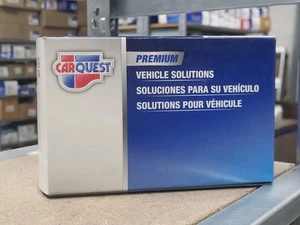 CARQUEST
PREMIUM
VEHICLE SOLUTIONS
SOLUCIONES PARA SU VEHÍCULO
SOLUTIONS POUR VÉHICULE